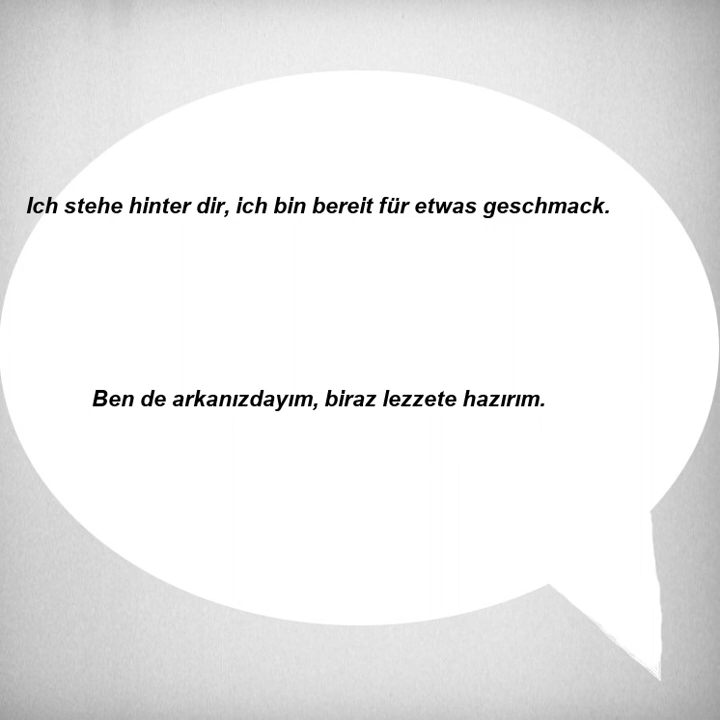 Ich stehe hinter dir, ich bin bereit für etwas geschmack.
Ben de arkanızdayım, biraz lezzete hazırım.